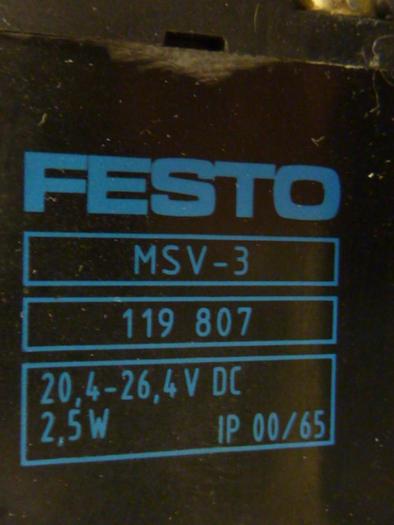 FESTO
MSV-3
119 807
20,4-26,4V DC
2,5W IP 00/65